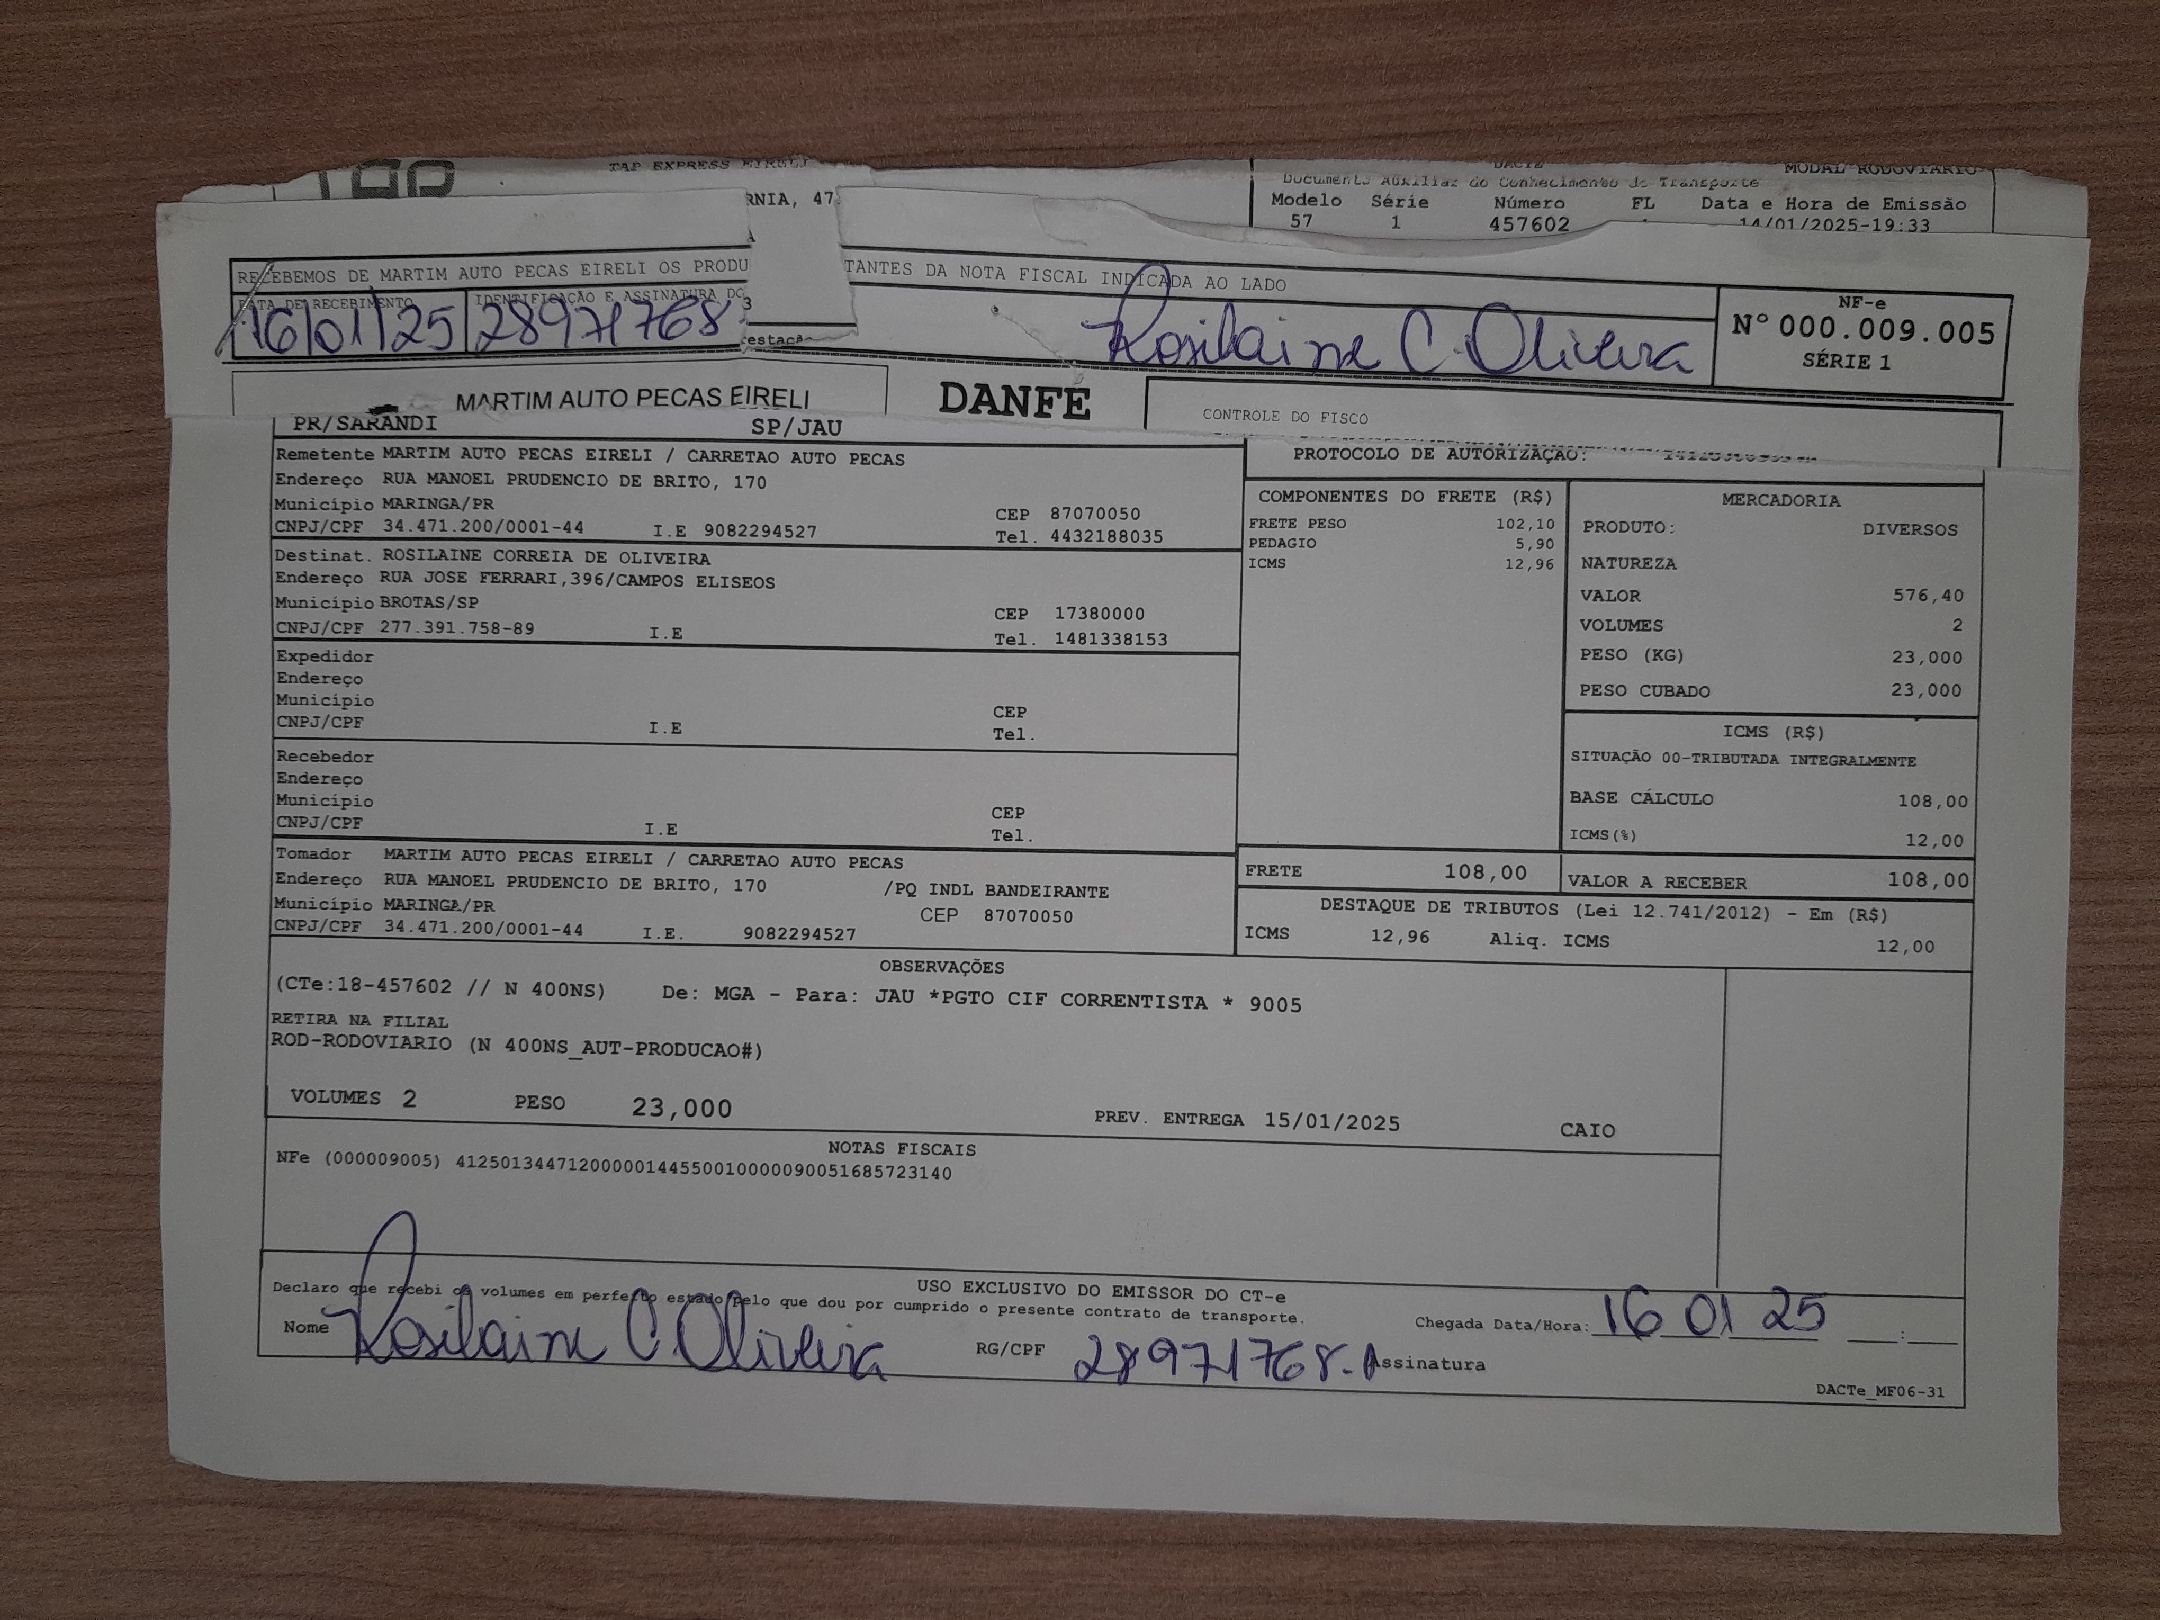 TAP EXPRESS EIRELI
DACTE
MODAL RODOVIARIO
Documento Auxiliar do Conhecimento de Transporte
RNIA, 47
Modelo Série Número FL Data e Hora de Emissão
57 1 457602 14/01/2025-19:33
RECEBEMOS DE MARTIM AUTO PECAS EIRELI OS PRODU
TANTES DA NOTA FISCAL INDICADA AO LADO
DATA DE RECEBIMENTO
IDENTIFICAÇÃO E ASSINATURA DO
16/01/25 28971768
Rosilaine C. Oliveira
NF-e
N° 000.009.005
SÉRIE 1
MARTIM AUTO PECAS EIRELI
DANFE
CONTROLE DO FISCO
PR/SARANDI SP/JAU
PROTOCOLO DE AUTORIZAÇÃO:
Remetente MARTIM AUTO PECAS EIRELI / CARRETAO AUTO PECAS
Endereço RUA MANOEL PRUDENCIO DE BRITO, 170
Município MARINGA/PR CEP 87070050
CNPJ/CPF 34.471.200/0001-44 I.E 9082294527 Tel. 4432188035
Destinat. ROSILAINE CORREIA DE OLIVEIRA
Endereço RUA JOSE FERRARI,396/CAMPOS ELISEOS
Município BROTAS/SP CEP 17380000
CNPJ/CPF 277.391.758-89 I.E Tel. 1481338153
Expedidor
Endereço
Município CEP
CNPJ/CPF I.E Tel.
Recebedor
Endereço
Município CEP
CNPJ/CPF I.E Tel.
Tomador MARTIM AUTO PECAS EIRELI / CARRETAO AUTO PECAS
Endereço RUA MANOEL PRUDENCIO DE BRITO, 170 /PQ INDL BANDEIRANTE
Município MARINGA/PR CEP 87070050
CNPJ/CPF 34.471.200/0001-44 I.E. 9082294527
COMPONENTES DO FRETE (R$)
FRETE PESO 102,10
PEDAGIO 5,90
ICMS 12,96
MERCADORIA
PRODUTO: DIVERSOS
NATUREZA
VALOR 576,40
VOLUMES 2
PESO (KG) 23,000
PESO CUBADO 23,000
ICMS (R$)
SITUAÇÃO 00-TRIBUTADA INTEGRALMENTE
BASE CÁLCULO 108,00
ICMS(%) 12,00
FRETE 108,00 VALOR A RECEBER 108,00
DESTAQUE DE TRIBUTOS (Lei 12.741/2012) - Em (R$)
ICMS 12,96 Aliq. ICMS 12,00
OBSERVAÇÕES
(CTe:18-457602 // N 400NS) De: MGA - Para: JAU *PGTO CIF CORRENTISTA * 9005
RETIRA NA FILIAL
ROD-RODOVIARIO (N 400NS_AUT-PRODUCAO#)
VOLUMES 2 PESO 23,000 PREV. ENTREGA 15/01/2025 CAIO
NOTAS FISCAIS
NFe (000009005) 41250134471200000144550010000090051685723140
USO EXCLUSIVO DO EMISSOR DO CT-e
Declaro que recebi os volumes em perfeito estado pelo que dou por cumprido o presente contrato de transporte.
Nome Rosilaine C. Oliveira RG/CPF 28971768-1 Assinatura
Chegada Data/Hora: 16 01 25 :
DACTe_MF06-31